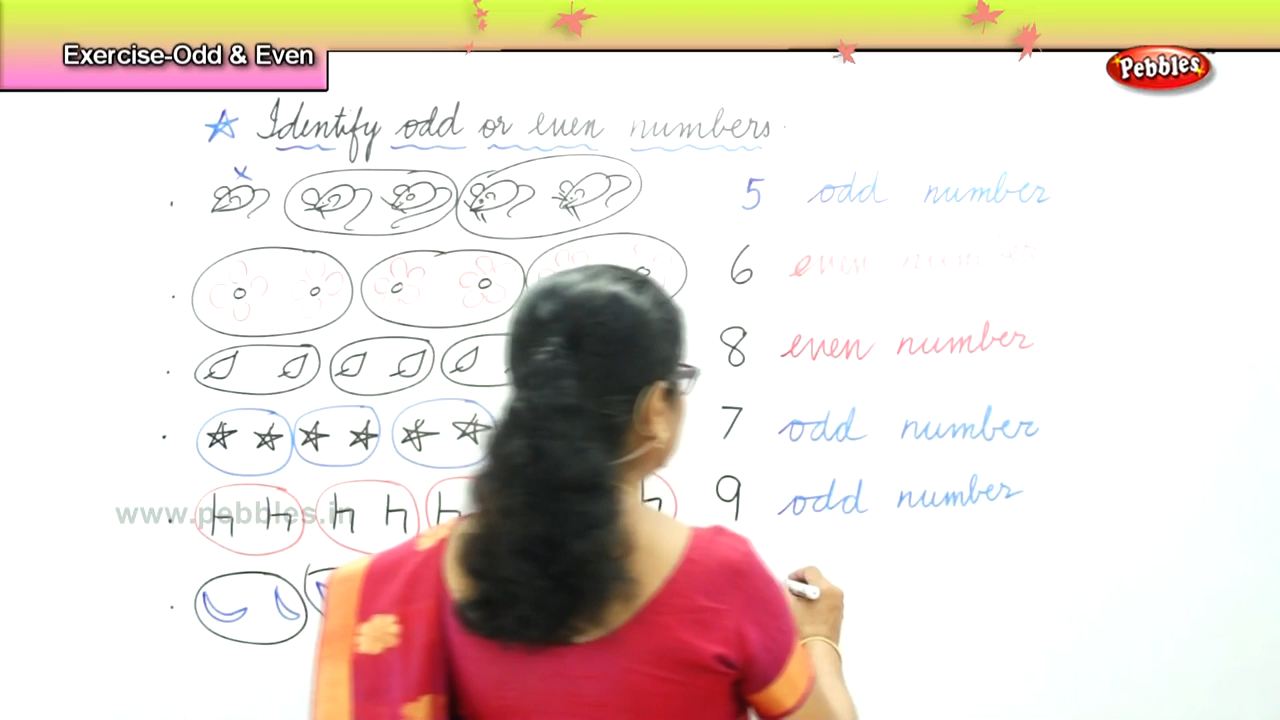 Exercise-Odd & Even
Pebbles
Identify odd or even numbers.
5 odd number
6 even number
8 even number
7 odd number
9 odd number
www.pebbles.in